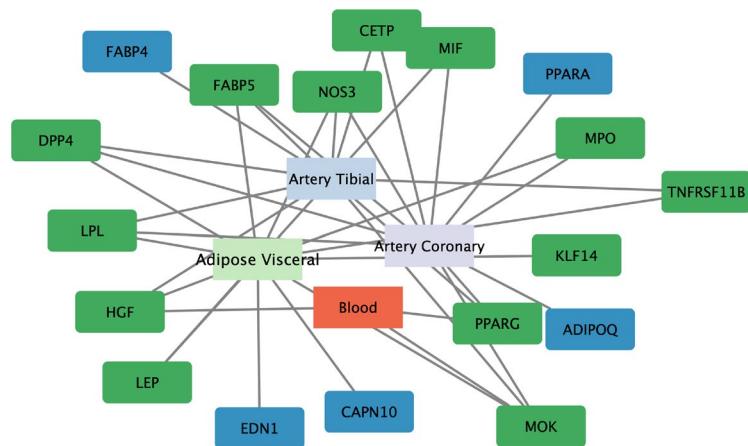 CETP
MIF
FABP4
FABP5
NOS3
PPARA
DPP4
MPO
Artery Tibial
TNFRSF11B
LPL
Artery Coronary
KLF14
Adipose Visceral
HGF
Blood
PPARG
ADIPOQ
LEP
CAPN10
EDN1
MOK